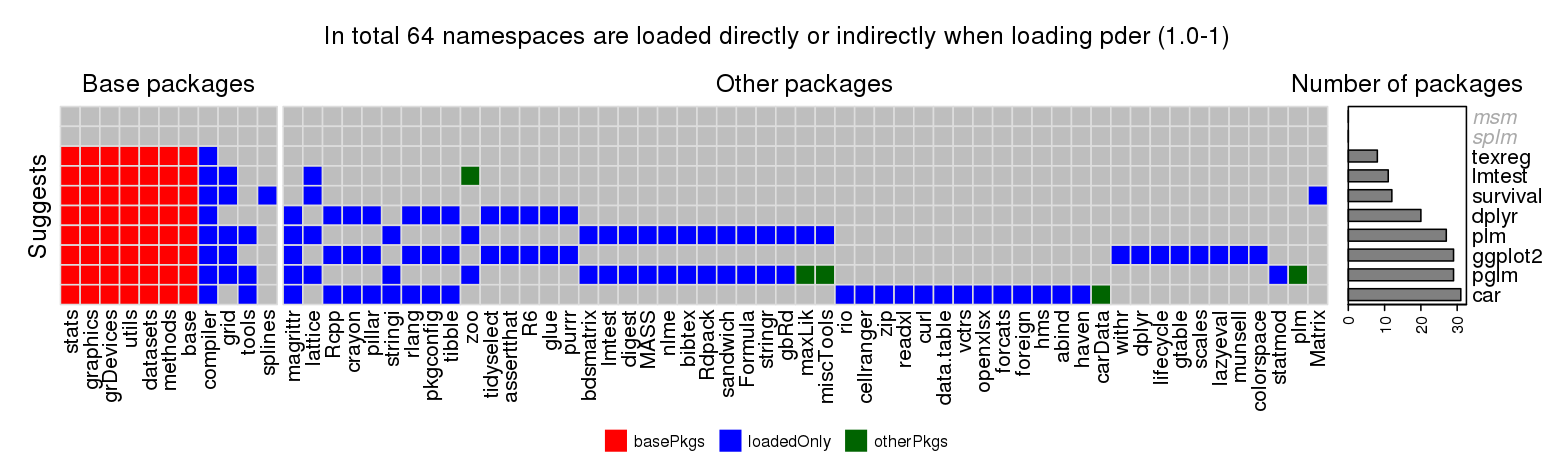 In total 64 namespaces are loaded directly or indirectly when loading pder (1.0-1)
Base packages
Other packages
Number of packages
Suggests
msm
splm
texreg
lmtest
survival
dplyr
plm
ggplot2
pglm
car
0
10
20
30
stats
graphics
grDevices
utils
datasets
methods
base
compiler
grid
tools
splines
magrittr
lattice
Rcpp
crayon
pillar
stringi
rlang
pkgconfig
tibble
zoo
tidyselect
assertthat
R6
glue
purrr
bdsmatrix
lmtest
digest
MASS
nlme
bibtex
Rdpack
sandwich
Formula
stringr
gbRd
maxLik
miscTools
rio
cellranger
zip
readxl
curl
data.table
vctrs
openxlsx
forcats
foreign
hms
abind
haven
carData
withr
dplyr
lifecycle
gtable
scales
lazyeval
munsell
colorspace
statmod
plm
Matrix
basePkgs
loadedOnly
otherPkgs